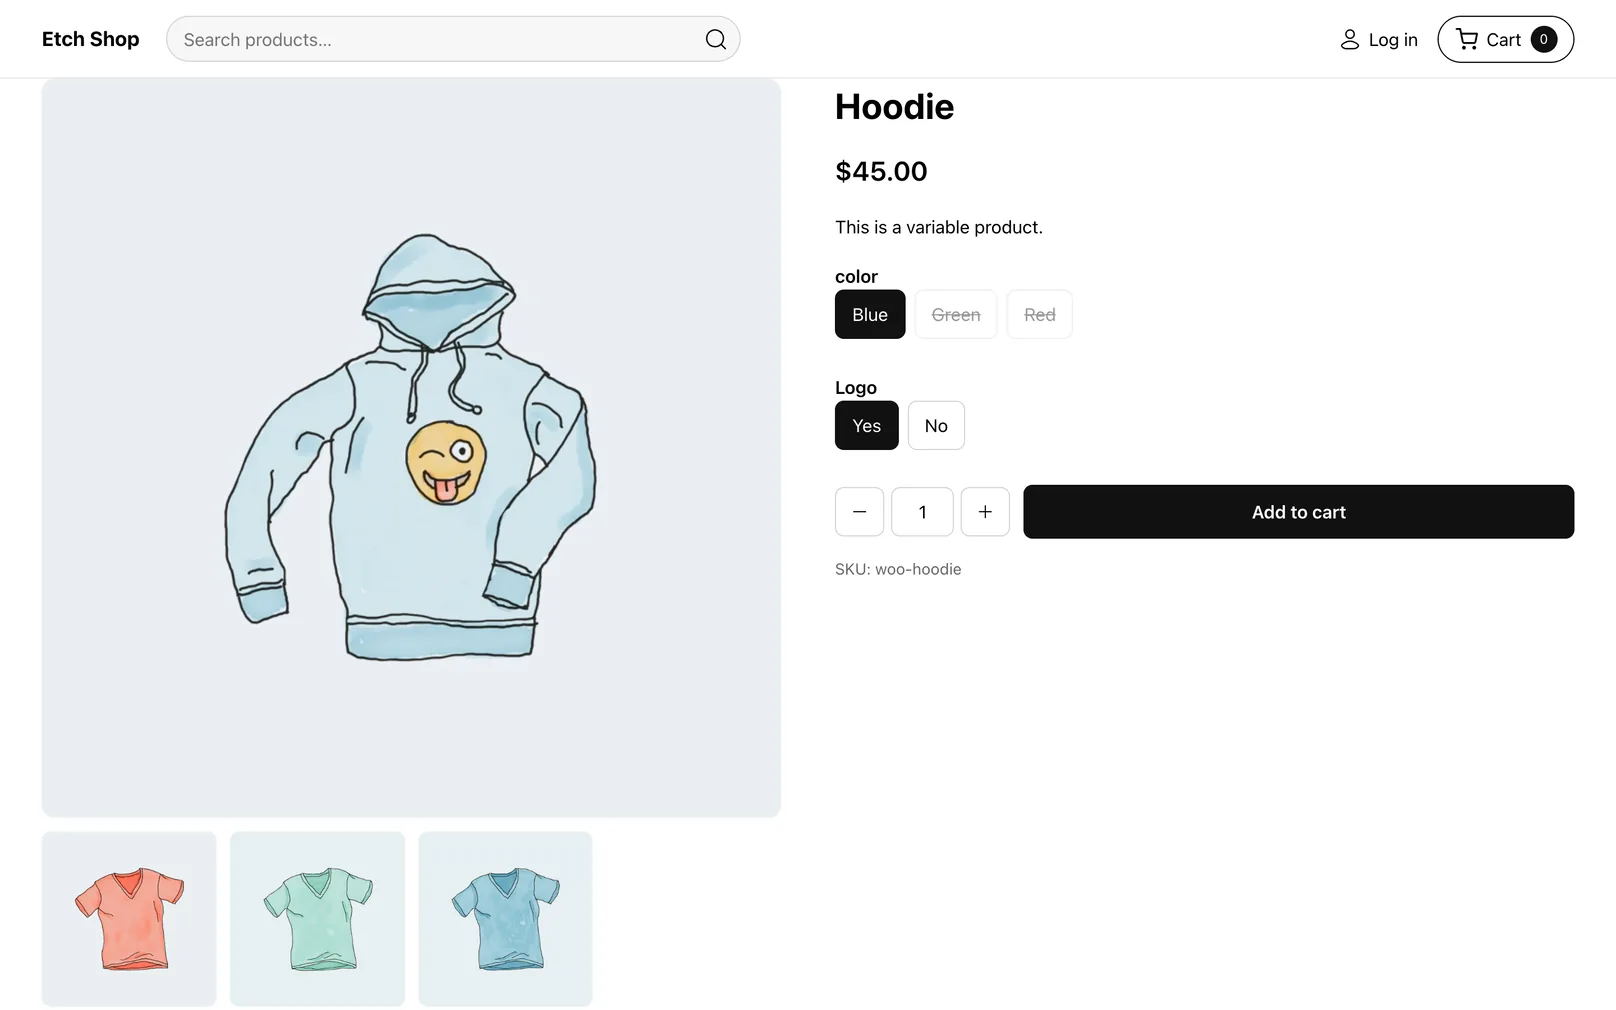 Etch Shop
Search products...
Log in
Cart 0
Hoodie
$45.00
This is a variable product.
color
Blue Green Red
Logo
Yes No
1
Add to cart
SKU: woo-hoodie